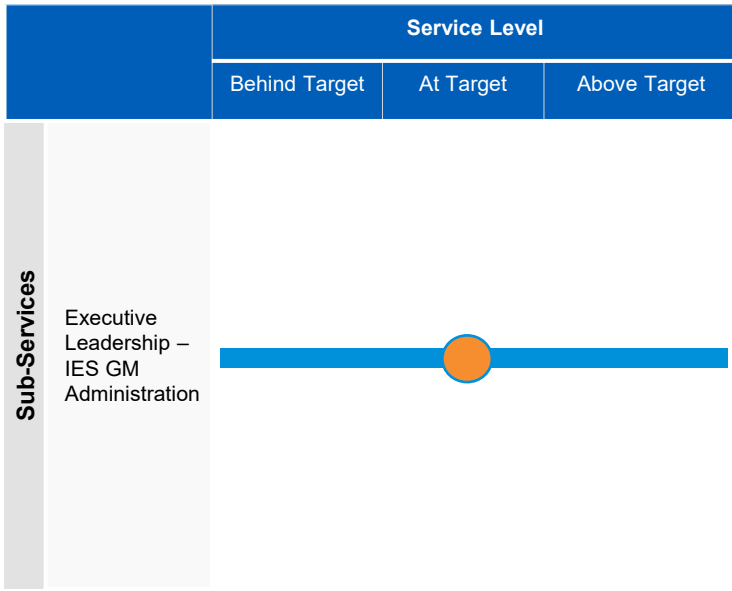 Service Level
Behind Target
At Target
Above Target
Sub-Services
Executive
Leadership –
IES GM
Administration